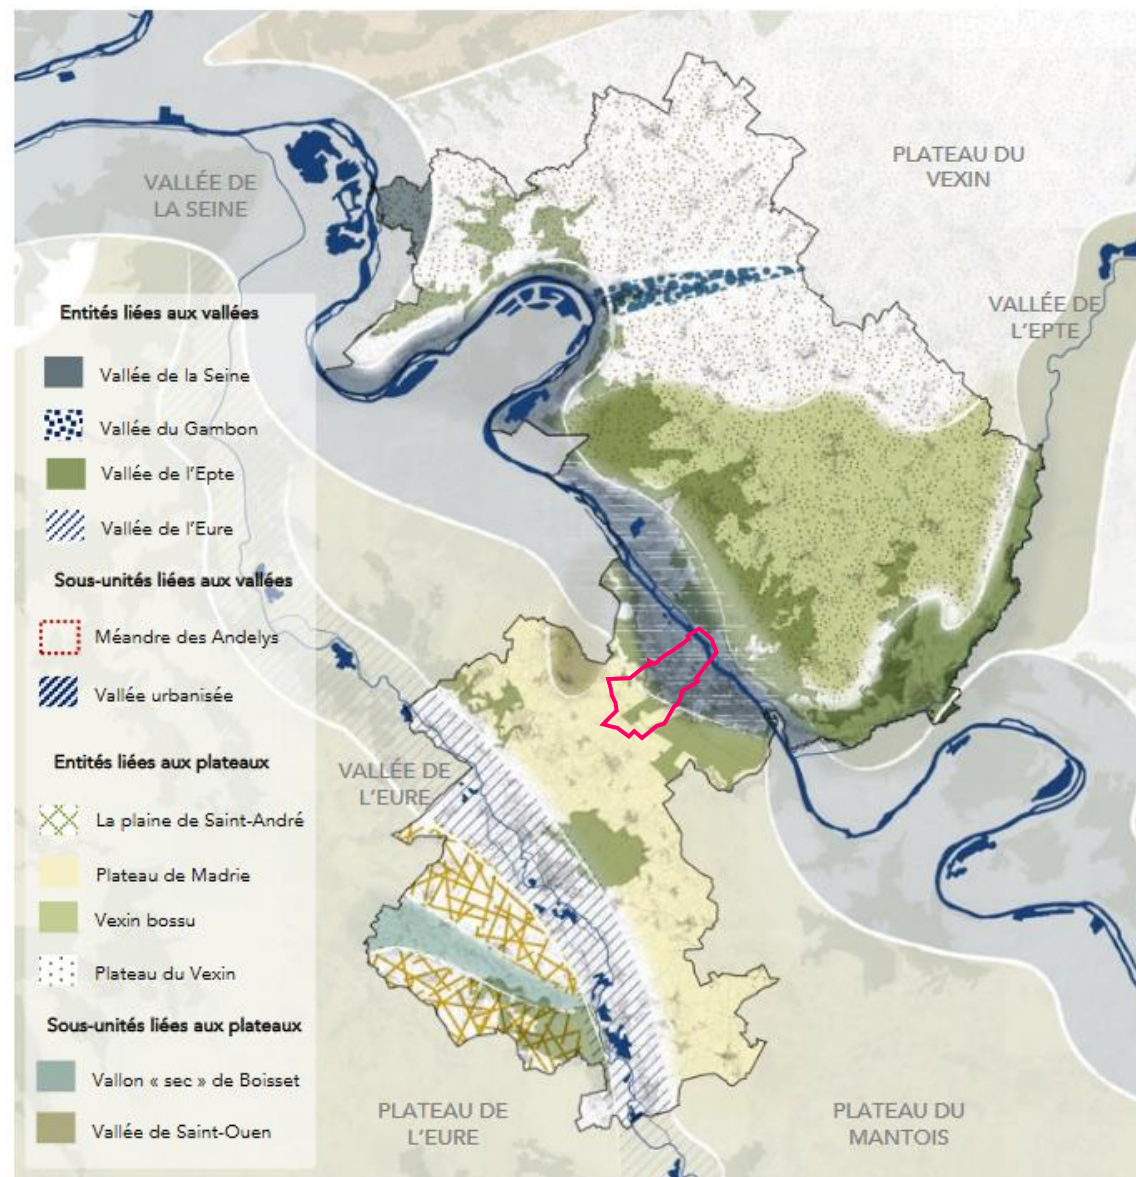 PLATEAU DU
VEXIN
VALLÉE DE
LA SEINE
VALLÉE DE
L'EPTE
Entités liées aux vallées
Vallée de la Seine
Vallée du Gambon
Vallée de l'Epte
Vallée de l'Eure
Sous-unités liées aux vallées
Méandre des Andelys
Vallée urbanisée
Entités liées aux plateaux
La plaine de Saint-André
Plateau de Madrie
Vexin bossu
Plateau du Vexin
Sous-unités liées aux plateaux
Vallon « sec » de Boisset
Vallée de Saint-Ouen
VALLÉE DE
L'EURE
PLATEAU DE
L'EURE
PLATEAU DU
MANTOIS